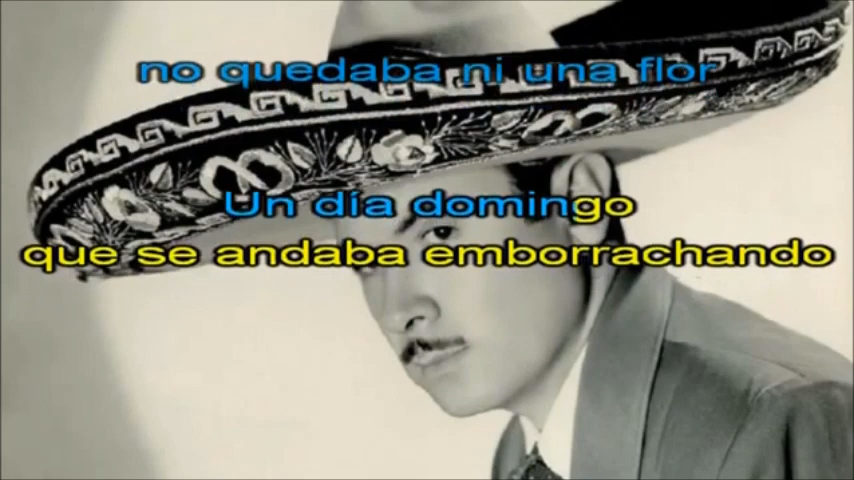 no quedaba ni una flor
Un día domingo
que se andaba emborrachando